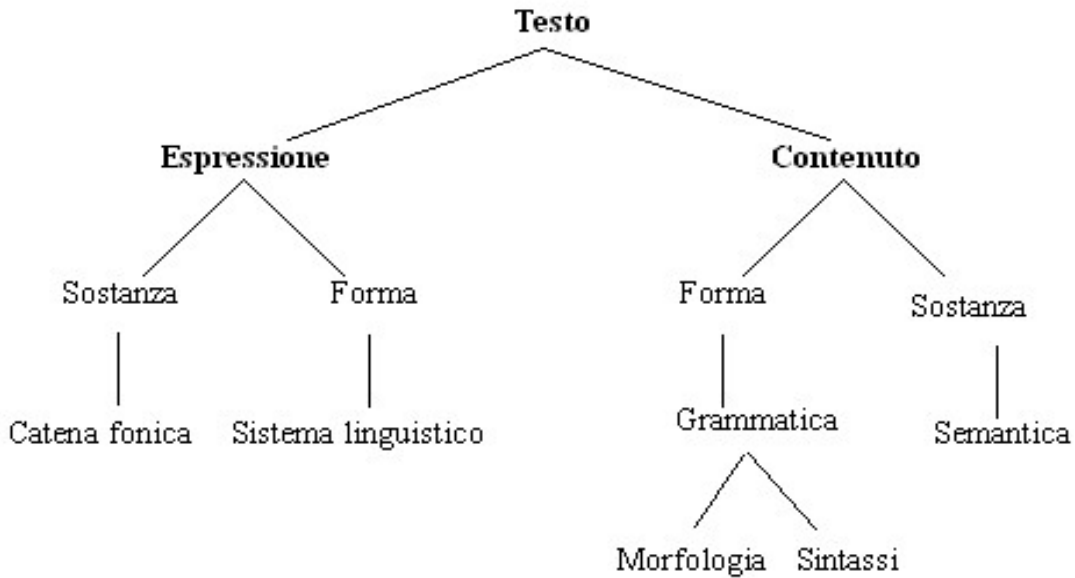 Testo
Espressione Contenuto
Sostanza Forma Forma Sostanza
Catena fonica Sistema linguistico Grammatica Semantica
Morfologia Sintassi